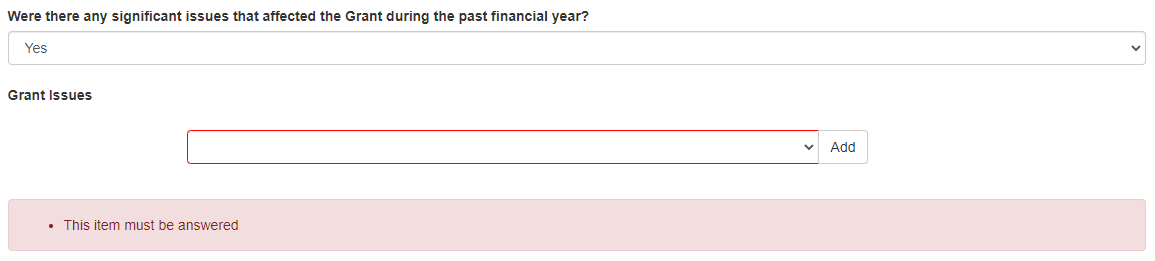 Were there any significant issues that affected the Grant during the past financial year?
Yes
Grant Issues
Add
• This item must be answered